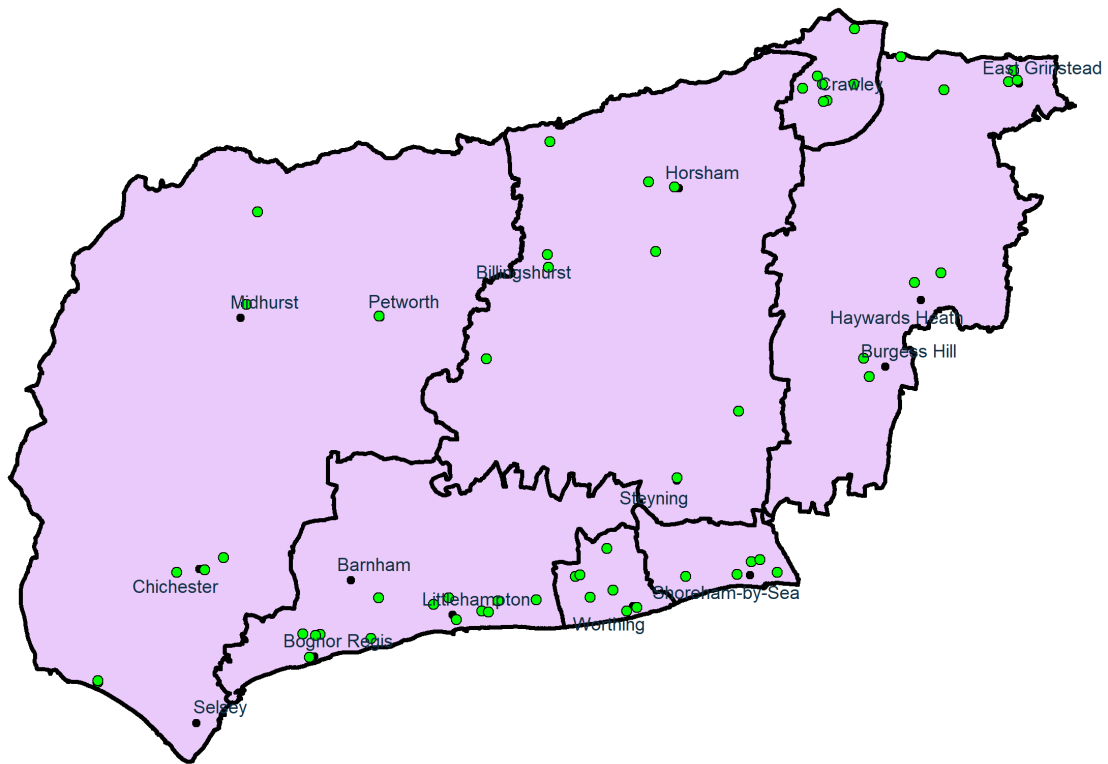 East Grinstead
Crawley
Horsham
Billingshurst
Midhurst
Petworth
Haywards Heath
Burgess Hill
Steyning
Barnham
Chichester
Littlehampton
Shoreham-by-Sea
Worthing
Bognor Regis
Selsey